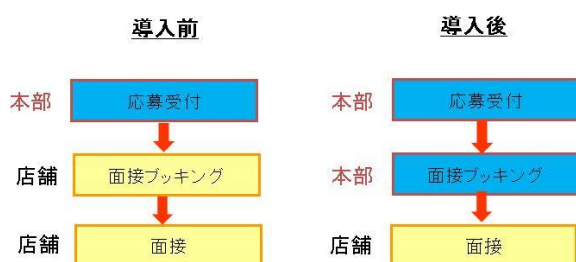 導入前
導入後
本部
応募受付
本部
応募受付
店舗
面接ブッキング
本部
面接ブッキング
店舗
面接
店舗
面接